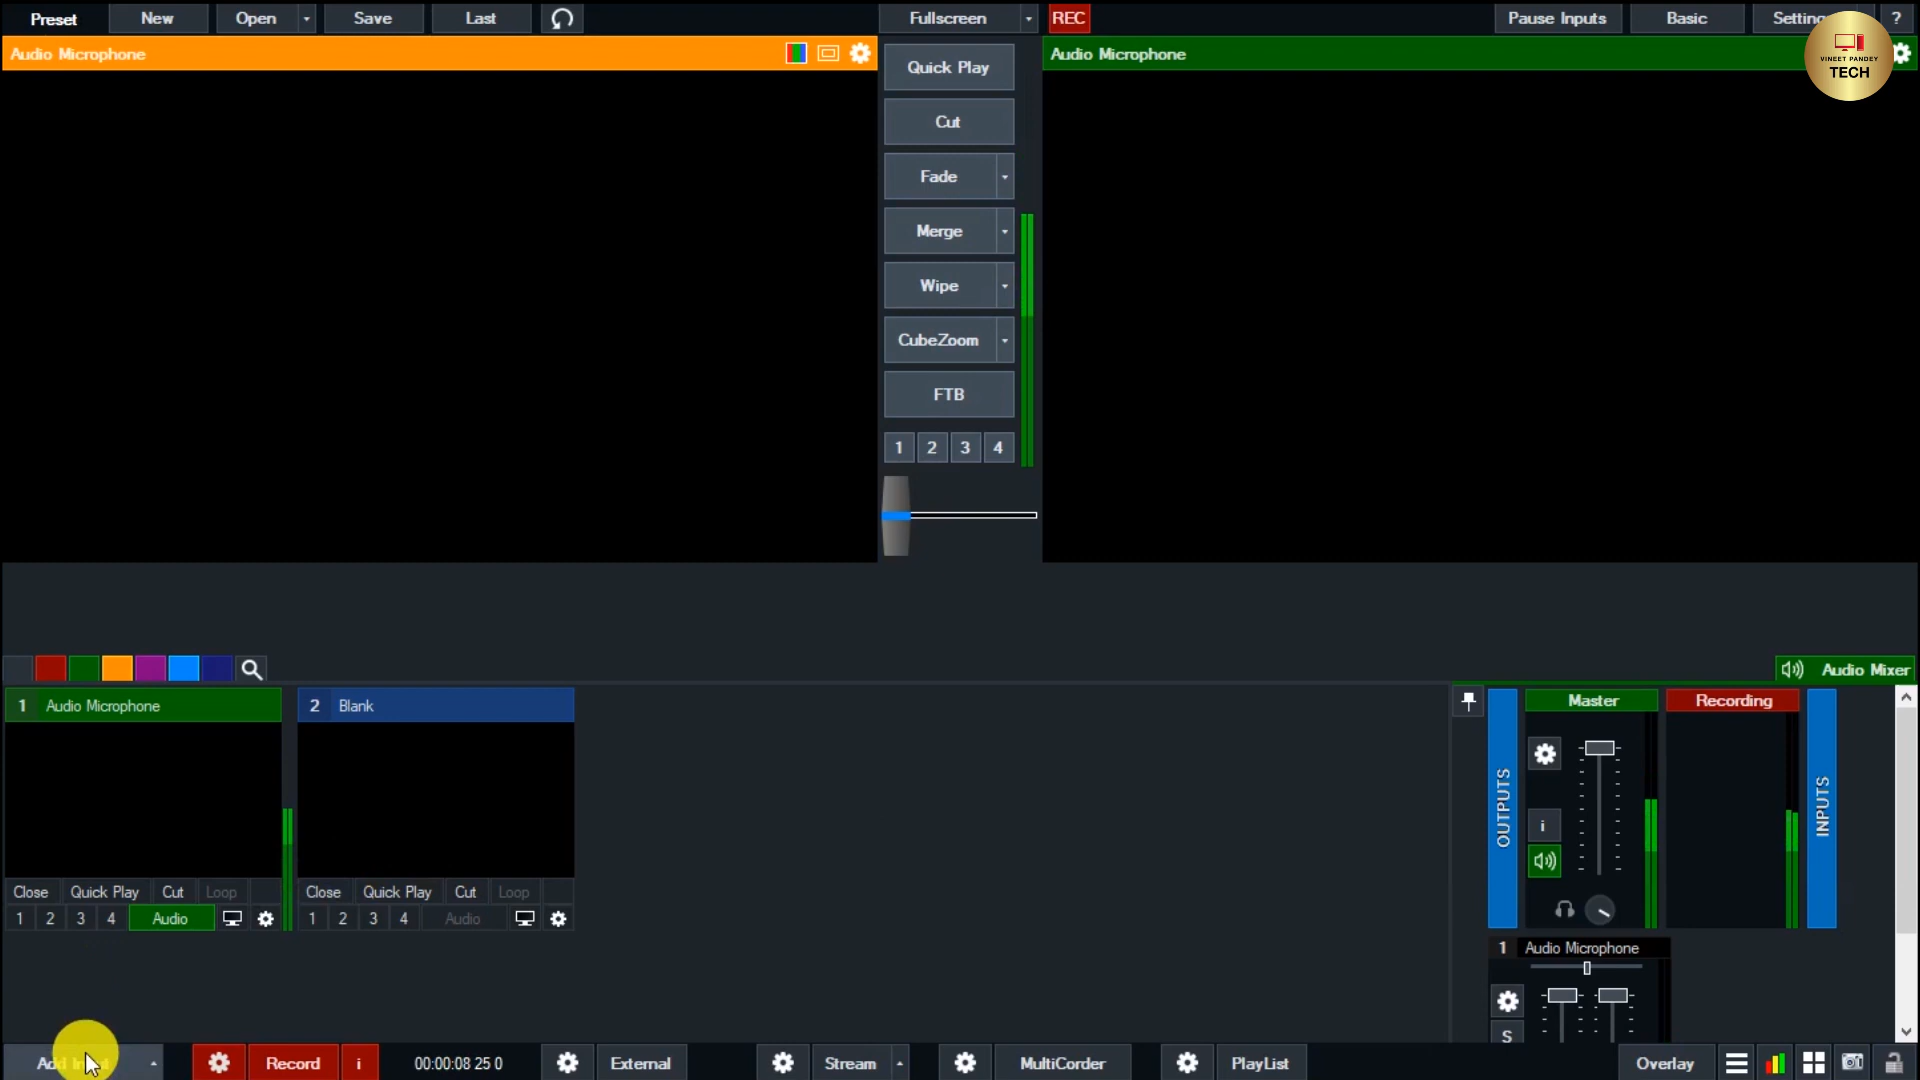 Preset New Open Save Last Fullscreen REC Pause Inputs Basic ?
VINEET PANDEY
TECH
Audio Microphone
Audio Microphone
Quick Play
Cut
Fade
Merge
Wipe
CubeZoom
FTB
1 2 3 4
Audio Mixer
1 Audio Microphone
2 Blank
Close Quick Play Cut Loop
1 2 3 4 Audio
Close Quick Play Cut Loop
1 2 3 4 Audio
OUTPUTS
Master
Recording
INPUTS
i
1 Audio Microphone
S
Add Record i 00:00:08 25 0 External Stream MultiCorder PlayList Overlay